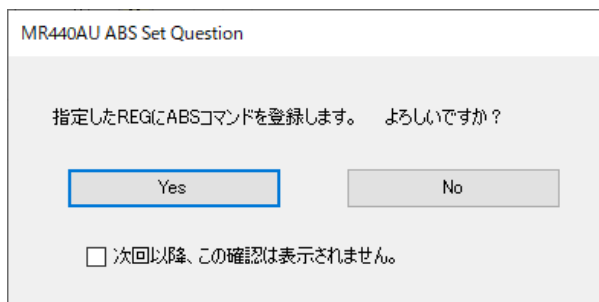 MR440AU ABS Set Question
指定したREGにABSコマンドを登録します。 よろしいですか？
Yes No
次回以降、この確認は表示されません。